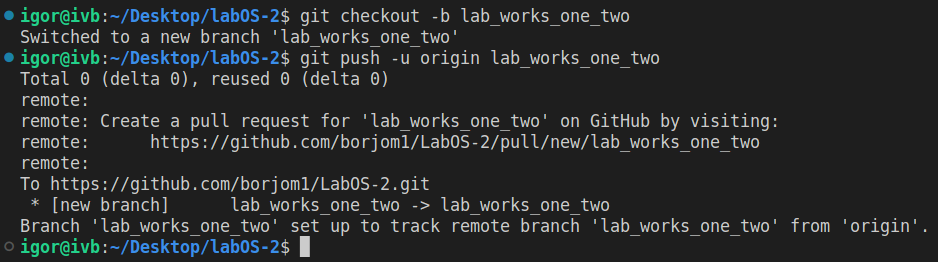 igor@ivb:~/Desktop/labOS-2$ git checkout -b lab_works_one_two
Switched to a new branch 'lab_works_one_two'
igor@ivb:~/Desktop/labOS-2$ git push -u origin lab_works_one_two
Total 0 (delta 0), reused 0 (delta 0)
remote:
remote: Create a pull request for 'lab_works_one_two' on GitHub by visiting:
remote:      https://github.com/borjom1/LabOS-2/pull/new/lab_works_one_two
remote:
To https://github.com/borjom1/LabOS-2.git
 * [new branch]      lab_works_one_two -> lab_works_one_two
Branch 'lab_works_one_two' set up to track remote branch 'lab_works_one_two' from 'origin'.
igor@ivb:~/Desktop/labOS-2$